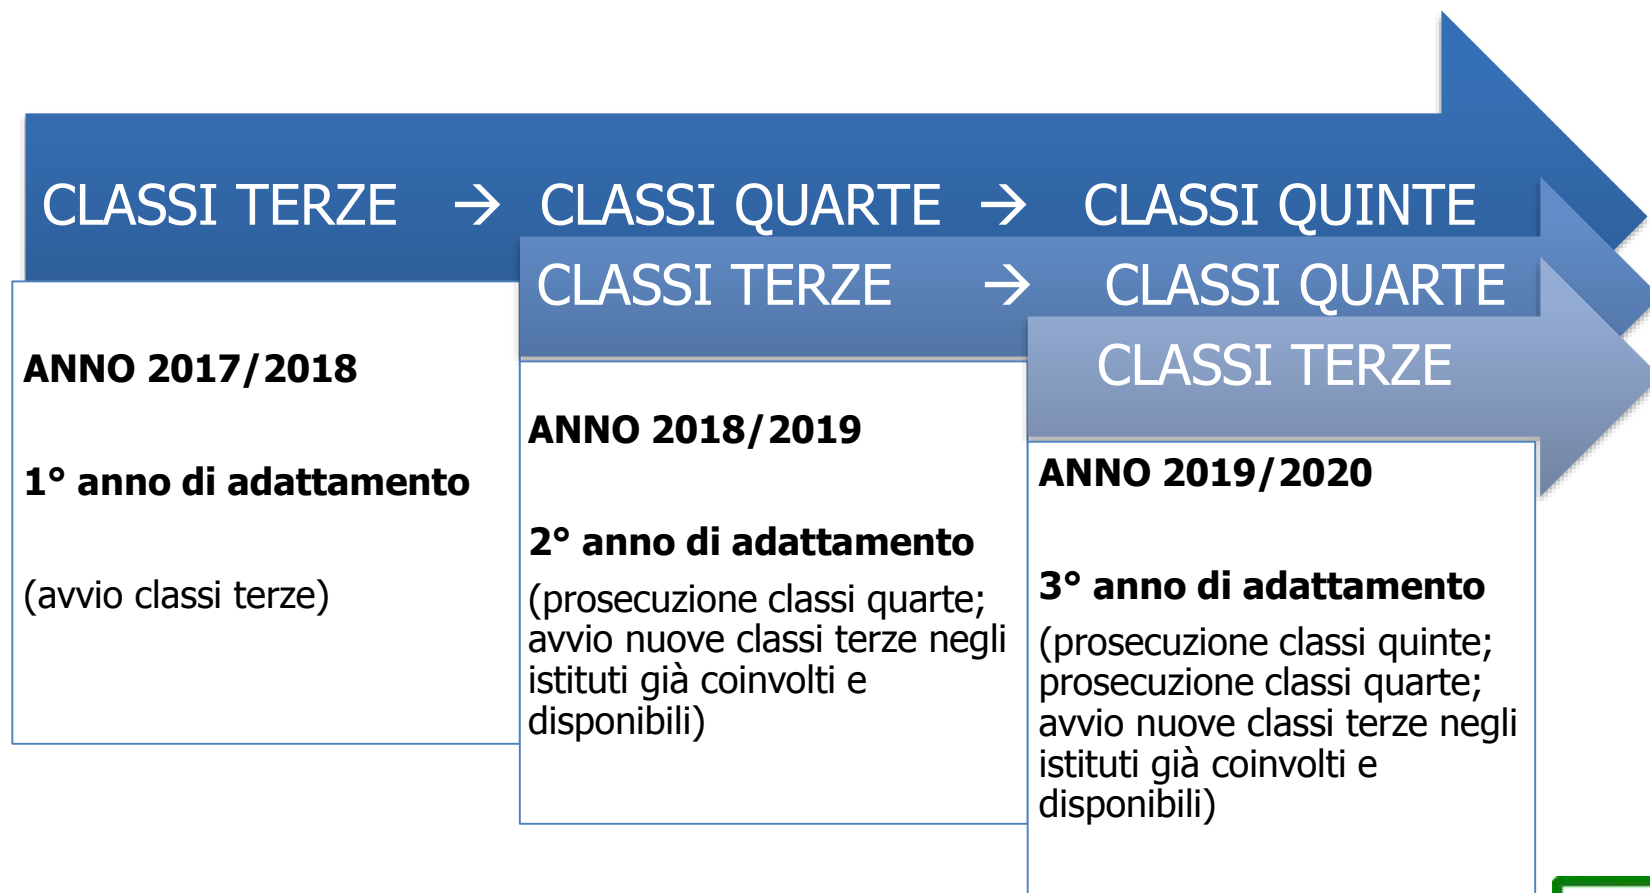 CLASSI TERZE → CLASSI QUARTE → CLASSI QUINTE
CLASSI TERZE → CLASSI QUARTE
CLASSI TERZE
ANNO 2017/2018
1° anno di adattamento
(avvio classi terze)
ANNO 2018/2019
2° anno di adattamento
(prosecuzione classi quarte;
avvio nuove classi terze negli
istituti già coinvolti e
disponibili)
ANNO 2019/2020
3° anno di adattamento
(prosecuzione classi quinte;
prosecuzione classi quarte;
avvio nuove classi terze negli
istituti già coinvolti e
disponibili)